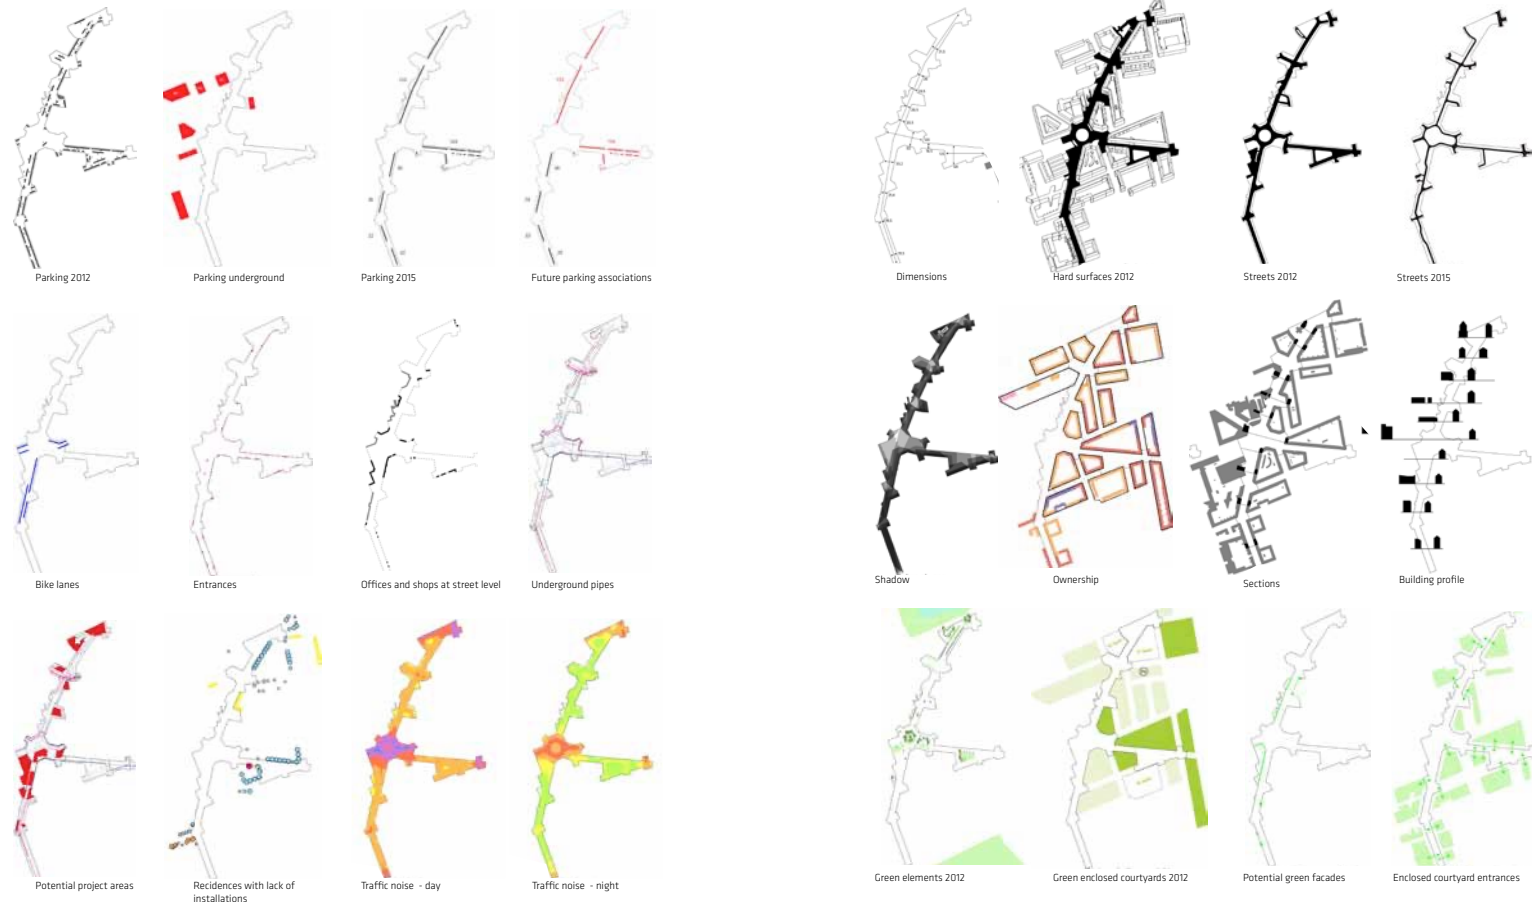 Parking 2012
Parking underground
Parking 2015
Future parking associations
Dimensions
Hard surfaces 2012
Streets 2012
Streets 2015
Bike lanes
Entrances
Offices and shops at street level
Underground pipes
Shadow
Ownership
Sections
Building profile
Potential project areas
Recidences with lack of
installations
Traffic noise - day
Traffic noise - night
Green elements 2012
Green enclosed courtyards 2012
Potential green facades
Enclosed courtyard entrances